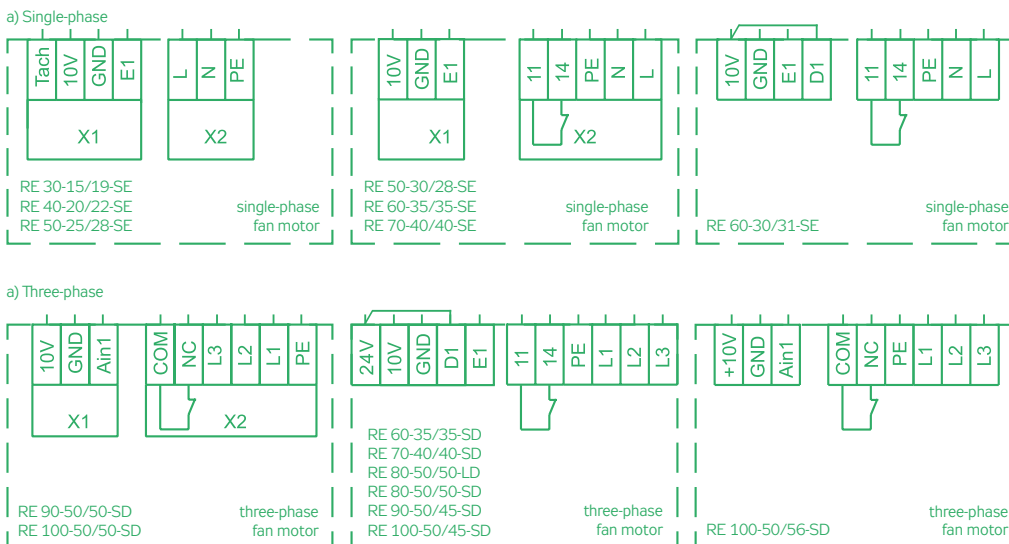 a) Single-phase
Tach 10V GND E1
L N PE
X1
X2
RE 30-15/19-SE
RE 40-20/22-SE
RE 50-25/28-SE
single-phase
fan motor
10V GND E1
11 14 PE N L
X1
X2
RE 50-30/28-SE
RE 60-35/35-SE
RE 70-40/40-SE
single-phase
fan motor
10V GND E1 D1
11 14 PE N L
RE 60-30/31-SE
single-phase
fan motor
a) Three-phase
10V GND Ain1
COM NC L3 L2 L1 PE
X1
X2
RE 90-50/50-SD
RE 100-50/50-SD
three-phase
fan motor
24V 10V GND D1 E1
11 14 PE L1 L2 L3
RE 60-35/35-SD
RE 70-40/40-SD
RE 80-50/50-LD
RE 80-50/50-SD
RE 90-50/45-SD
RE 100-50/45-SD
three-phase
fan motor
+10V GND Ain1
COM NC PE L1 L2 L3
RE 100-50/56-SD
three-phase
fan motor